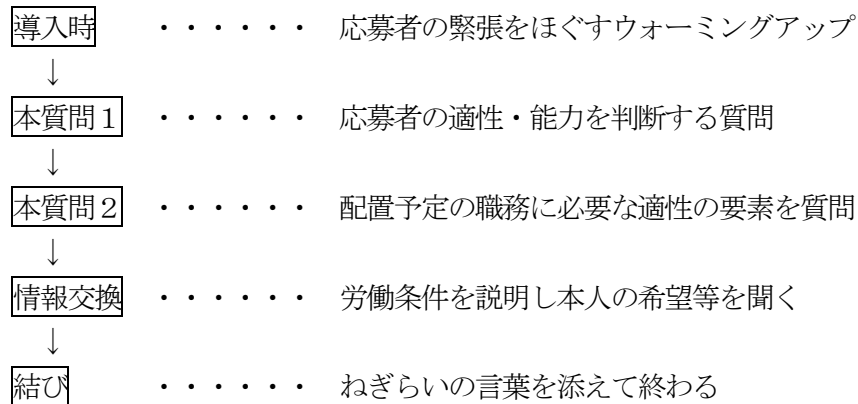 導入時 ・・・・・・ 応募者の緊張をほぐすウォーミングアップ
↓
本質問1 ・・・・・・ 応募者の適性・能力を判断する質問
↓
本質問2 ・・・・・・ 配置予定の職務に必要な適性の要素を質問
↓
情報交換 ・・・・・・ 労働条件を説明し本人の希望等を聞く
↓
結び ・・・・・・ ねぎらいの言葉を添えて終わる